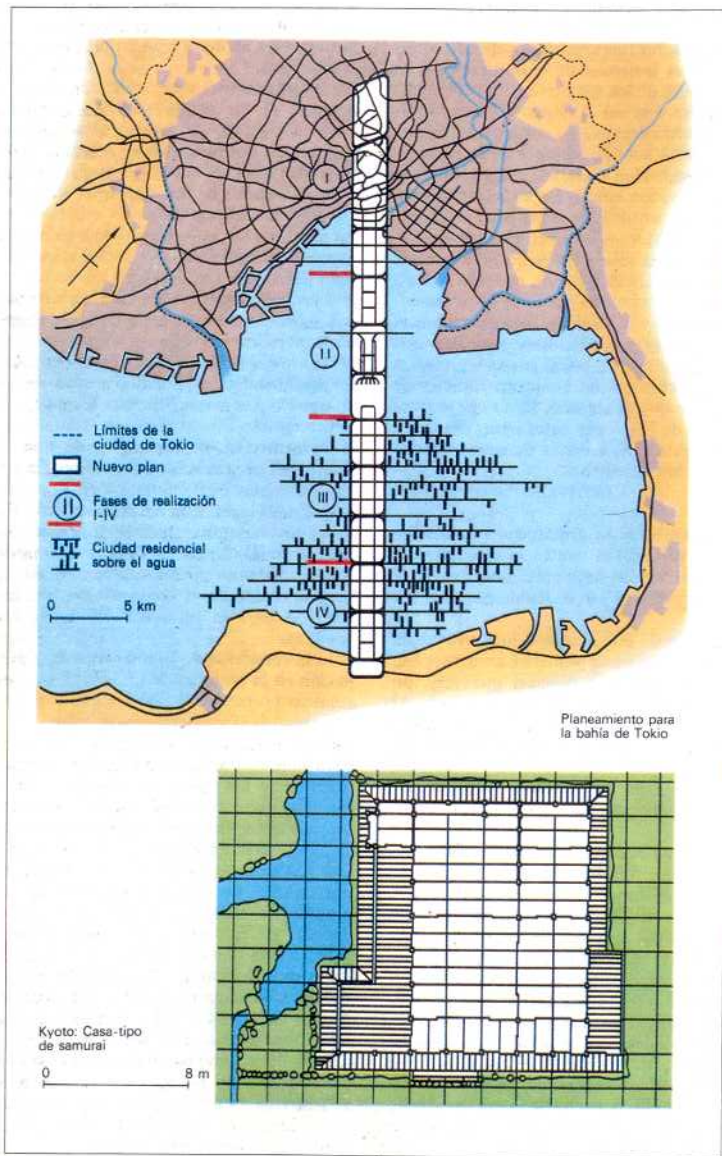 I
II
III
IV
Límites de la
ciudad de Tokio
Nuevo plan
II
Fases de realización
I-IV
Ciudad residencial
sobre el agua
0 5 km
Planeamiento para
la bahía de Tokio
Kyoto: Casa-tipo
de samurai
0 8 m